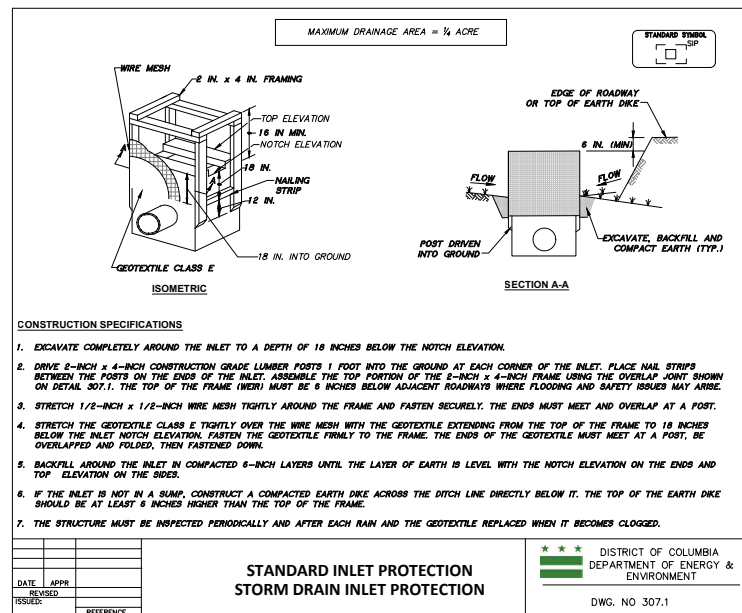 MAXIMUM DRAINAGE AREA = ¼ ACRE
STANDARD SYMBOL
SIP
WIRE MESH
2 IN. x 4 IN. FRAMING
TOP ELEVATION
16 IN MIN.
NOTCH ELEVATION
18 IN.
NAILING
STRIP
12 IN.
A
A
18 IN. INTO GROUND
GEOTEXTILE CLASS E
ISOMETRIC
EDGE OF ROADWAY
OR TOP OF EARTH DIKE
6 IN. (MIN)
FLOW
FLOW
POST DRIVEN
INTO GROUND
EXCAVATE, BACKFILL AND
COMPACT EARTH (TYP.)
SECTION A-A
CONSTRUCTION SPECIFICATIONS
1. EXCAVATE COMPLETELY AROUND THE INLET TO A DEPTH OF 18 INCHES BELOW THE NOTCH ELEVATION.
2. DRIVE 2-INCH x 4-INCH CONSTRUCTION GRADE LUMBER POSTS 1 FOOT INTO THE GROUND AT EACH CORNER OF THE INLET. PLACE NAIL STRIPS
BETWEEN THE POSTS ON THE ENDS OF THE INLET. ASSEMBLE THE TOP PORTION OF THE 2-INCH x 4-INCH FRAME USING THE OVERLAP JOINT SHOWN
ON DETAIL 307.1. THE TOP OF THE FRAME (WEIR) MUST BE 6 INCHES BELOW ADJACENT ROADWAYS WHERE FLOODING AND SAFETY ISSUES MAY ARISE.
3. STRETCH 1/2-INCH x 1/2-INCH WIRE MESH TIGHTLY AROUND THE FRAME AND FASTEN SECURELY. THE ENDS MUST MEET AND OVERLAP AT A POST.
4. STRETCH THE GEOTEXTILE CLASS E TIGHTLY OVER THE WIRE MESH WITH THE GEOTEXTILE EXTENDING FROM THE TOP OF THE FRAME TO 18 INCHES
BELOW THE INLET NOTCH ELEVATION. FASTEN THE GEOTEXTILE FIRMLY TO THE FRAME. THE ENDS OF THE GEOTEXTILE MUST MEET AT A POST, BE
OVERLAPPED AND FOLDED, THEN FASTENED DOWN.
5. BACKFILL AROUND THE INLET IN COMPACTED 6-INCH LAYERS UNTIL THE LAYER OF EARTH IS LEVEL WITH THE NOTCH ELEVATION ON THE ENDS AND
TOP ELEVATION ON THE SIDES.
6. IF THE INLET IS NOT IN A SUMP, CONSTRUCT A COMPACTED EARTH DIKE ACROSS THE DITCH LINE DIRECTLY BELOW IT. THE TOP OF THE EARTH DIKE
SHOULD BE AT LEAST 6 INCHES HIGHER THAN THE TOP OF THE FRAME.
7. THE STRUCTURE MUST BE INSPECTED PERIODICALLY AND AFTER EACH RAIN AND THE GEOTEXTILE REPLACED WHEN IT BECOMES CLOGGED.
DATE APPR
REVISED
ISSUED:
REFERENCE
STANDARD INLET PROTECTION
STORM DRAIN INLET PROTECTION
DISTRICT OF COLUMBIA
DEPARTMENT OF ENERGY &
ENVIRONMENT
DWG. NO 307.1